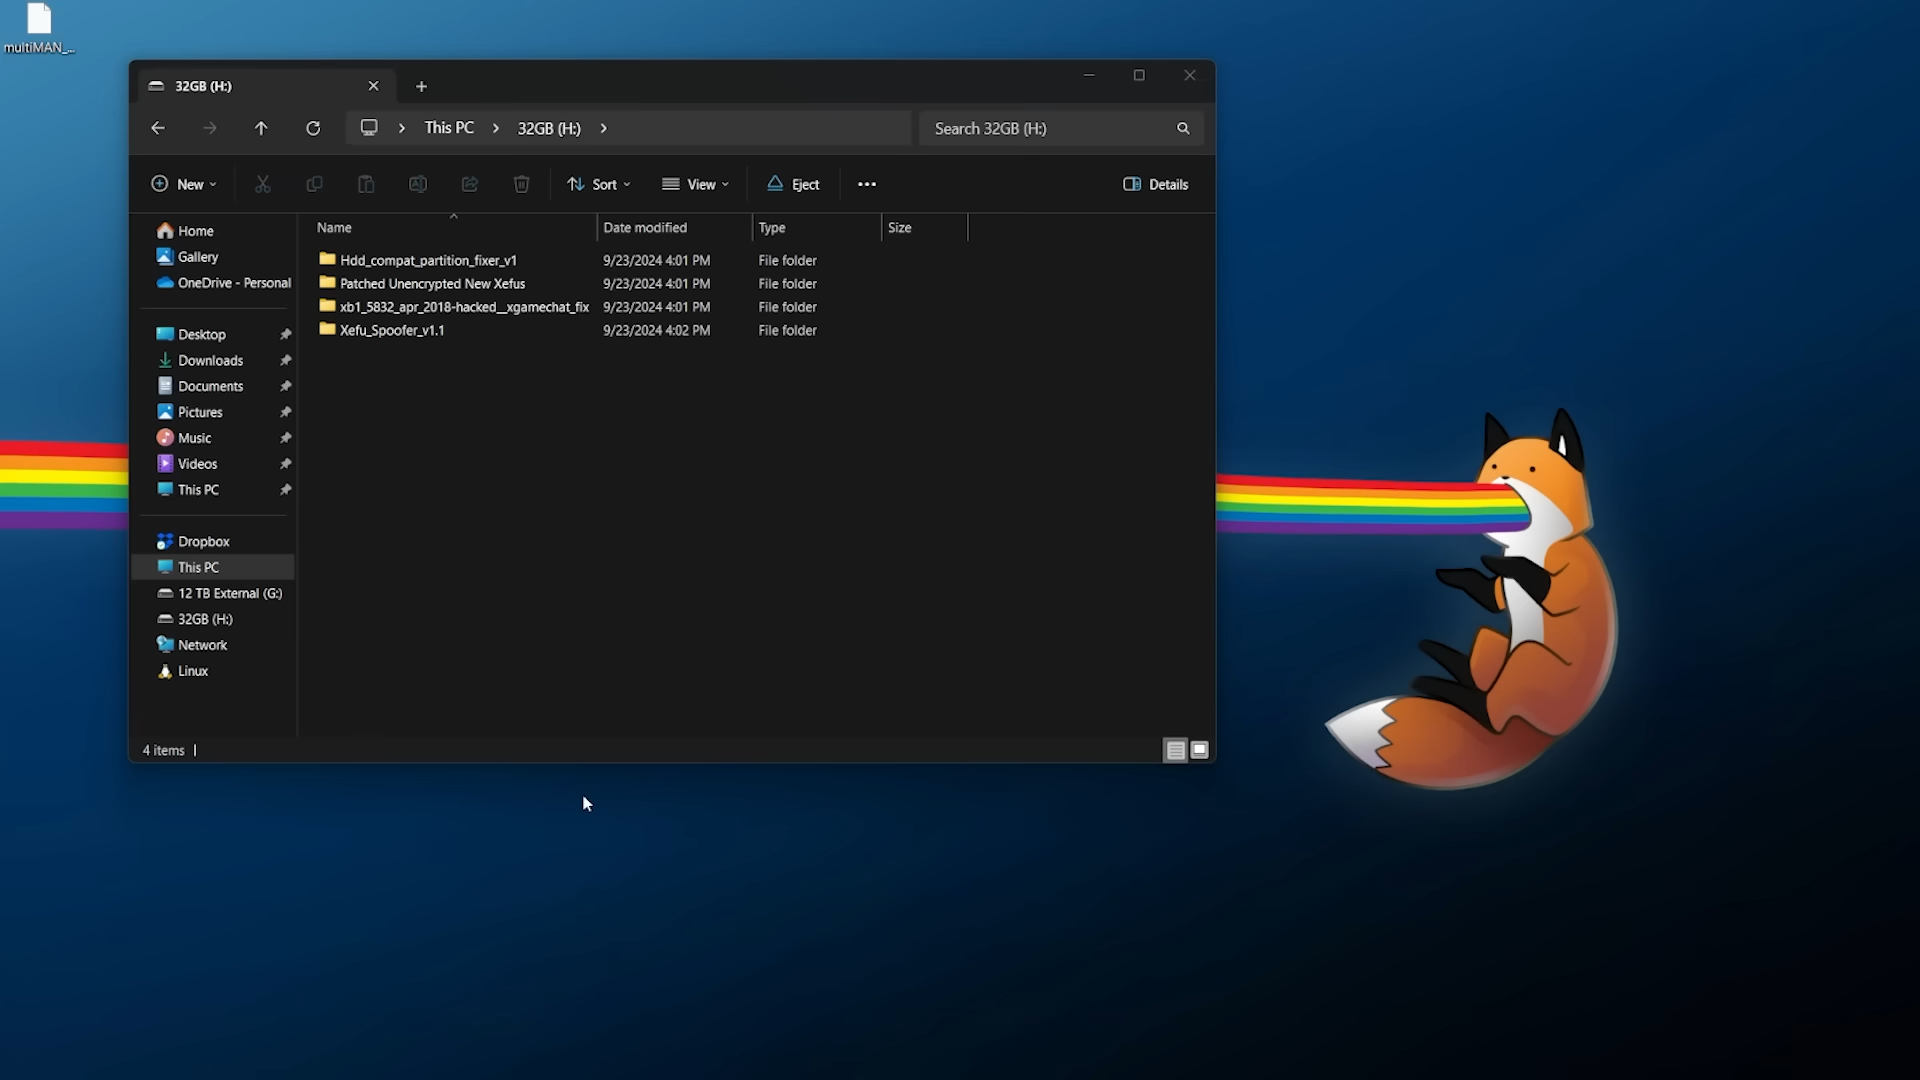 multiMAN_...
32GB (H:)
This PC
32GB (H:)
Search 32GB (H:)
New
Sort
View
Eject
Details
Name
Date modified
Type
Size
Hdd_compat_partition_fixer_v1 9/23/2024 4:01 PM File folder
Patched Unencrypted New Xefus 9/23/2024 4:01 PM File folder
xb1_5832_apr_2018-hacked__xgamechat_fix 9/23/2024 4:01 PM File folder
Xefu_Spoofer_v1.1 9/23/2024 4:02 PM File folder
Home
Gallery
OneDrive - Personal
Desktop
Downloads
Documents
Pictures
Music
Videos
This PC
Dropbox
This PC
12 TB External (G:)
32GB (H:)
Network
Linux
4 items